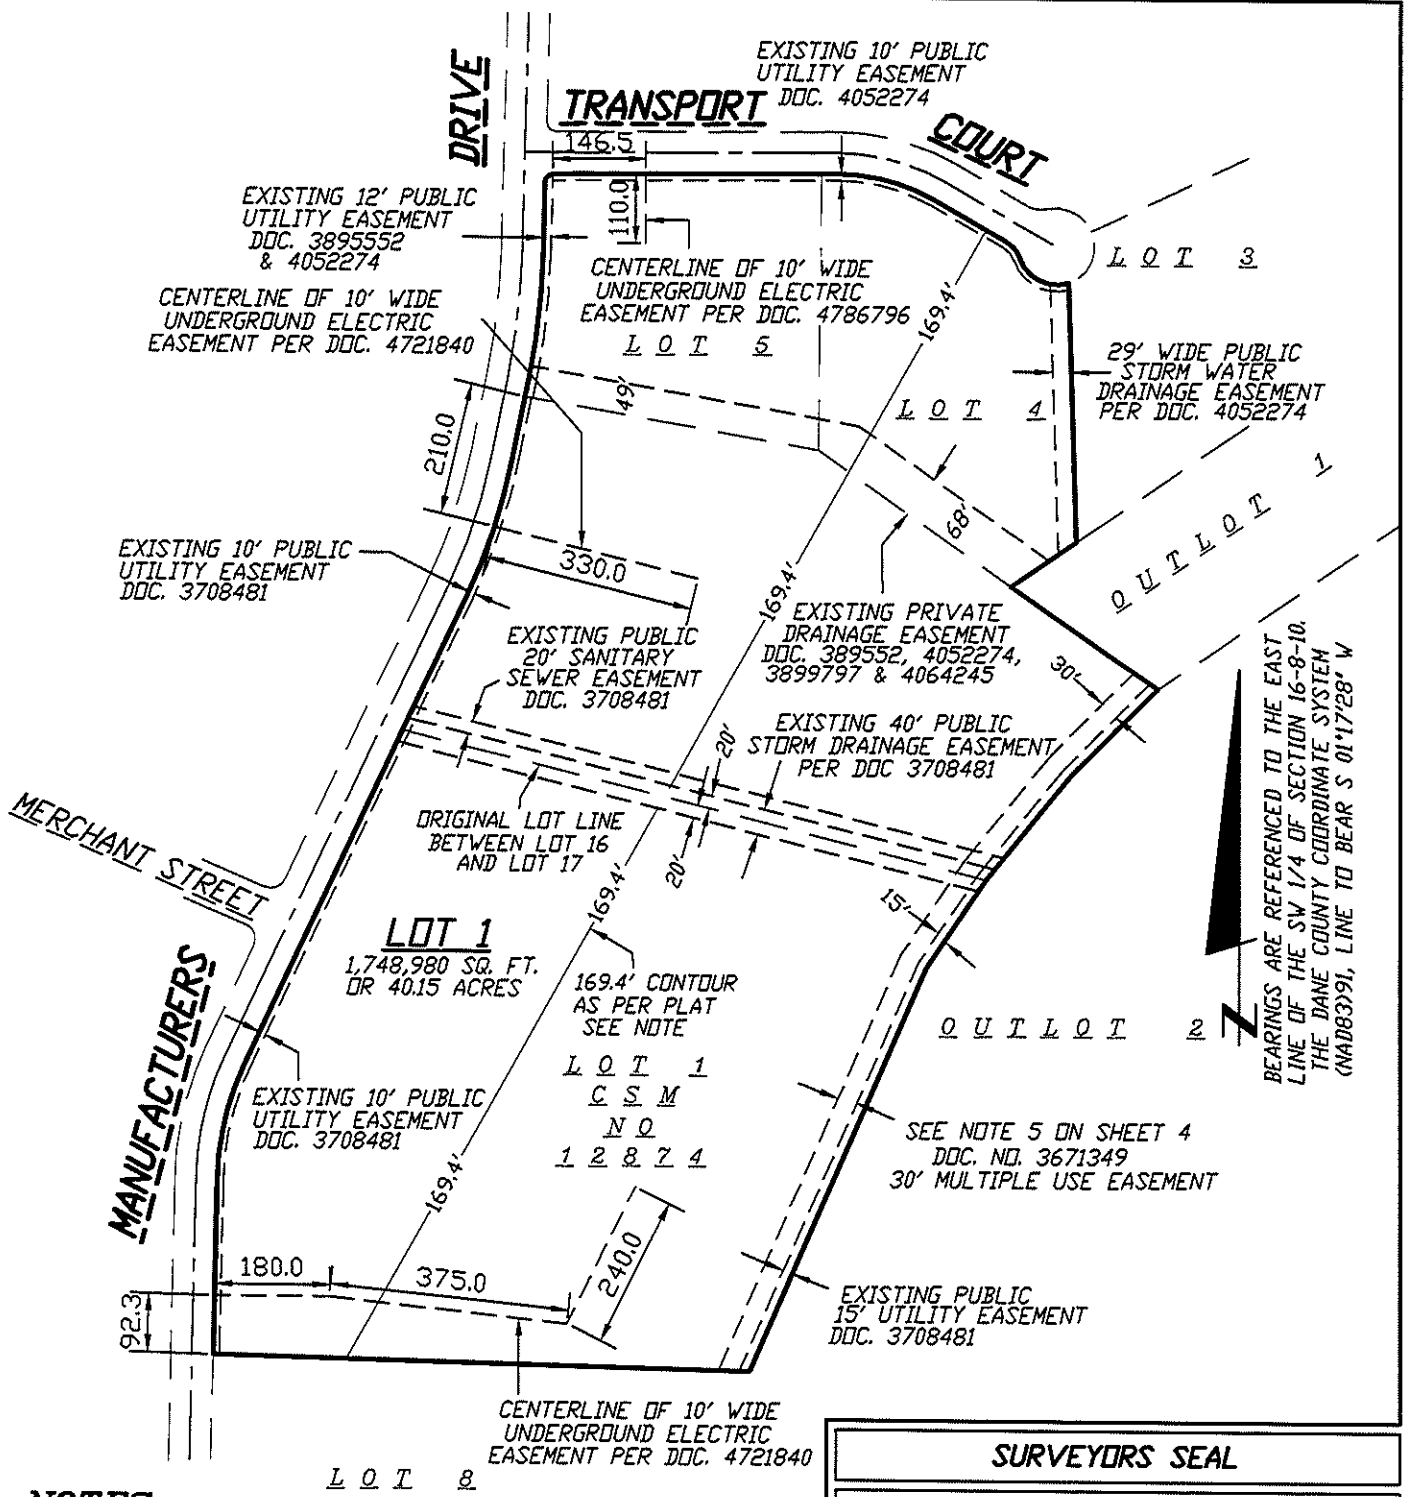 EXISTING 10' PUBLIC
UTILITY EASEMENT
DOC. 4052274
DRIVE
TRANSPORT
COURT
146.5
110.0
EXISTING 12' PUBLIC
UTILITY EASEMENT
DOC. 3895552
& 4052274
CENTERLINE OF 10' WIDE
UNDERGROUND ELECTRIC
EASEMENT PER DOC. 4721840
CENTERLINE OF 10' WIDE
UNDERGROUND ELECTRIC
EASEMENT PER DOC. 4786796
LOT 5
169.4'
LOT 3
29' WIDE PUBLIC
STORM WATER
DRAINAGE EASEMENT
PER DOC. 4052274
LOT 4
49'
210.0
68'
OUTLOT 1
EXISTING 10' PUBLIC
UTILITY EASEMENT
DOC. 3708481
330.0
169.4'
EXISTING PUBLIC
20' SANITARY
SEWER EASEMENT
DOC. 3708481
EXISTING PRIVATE
DRAINAGE EASEMENT
DOC. 389552, 4052274,
3899797 & 4064245
30'
EXISTING 40' PUBLIC
STORM DRAINAGE EASEMENT
PER DOC 3708481
20'
20'
ORIGINAL LOT LINE
BETWEEN LOT 16
AND LOT 17
MERCHANT STREET
15'
169.4'
LOT 1
1,748,980 SQ. FT.
OR 40.15 ACRES
169.4' CONTOUR
AS PER PLAT
SEE NOTE
LOT 1
CSM
NO
12874
OUTLOT 2
N
BEARINGS ARE REFERENCED TO THE EAST
LINE OF THE SW 1/4 OF SECTION 16-8-10.
THE DANE COUNTY COORDINATE SYSTEM
(NAD83)91, LINE TO BEAR S 01°17'28" W
MANUFACTURERS
EXISTING 10' PUBLIC
UTILITY EASEMENT
DOC. 3708481
169.4'
SEE NOTE 5 ON SHEET 4
DOC. NO. 3671349
30' MULTIPLE USE EASEMENT
180.0
375.0
240.0
92.3
EXISTING PUBLIC
15' UTILITY EASEMENT
DOC. 3708481
CENTERLINE OF 10' WIDE
UNDERGROUND ELECTRIC
EASEMENT PER DOC. 4721840
LOT 8
SURVEYORS SEAL
NOTES